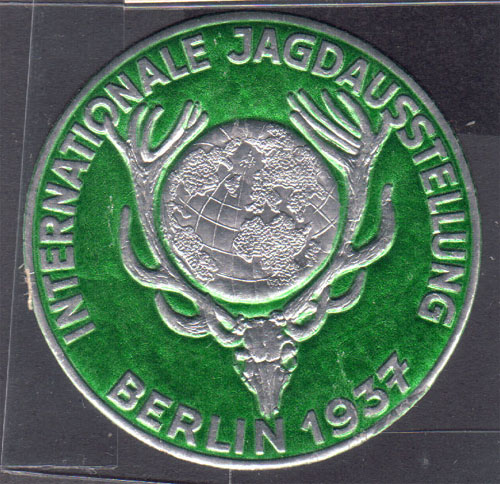 INTERNATIONALE JAGDAUSSTELLUNG
BERLIN 1937